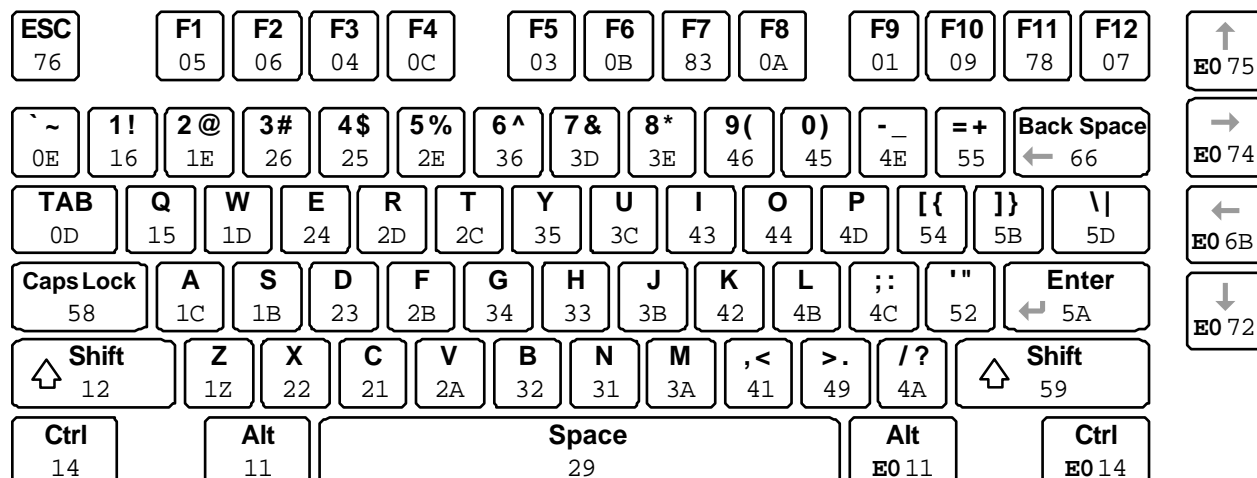 ESC F1 F2 F3 F4 F5 F6 F7 F8 F9 F10 F11 F12 ↑
76 05 06 04 0C 03 0B 83 0A 01 09 78 07 E0 75
` ~ 1 ! 2 @ 3 # 4 $ 5 % 6 ^ 7 & 8 * 9 ( 0 ) - _ = + Back Space →
0E 16 1E 26 25 2E 36 3D 3E 46 45 4E 55 ← 66 E0 74
TAB Q W E R T Y U I O P [ { ] } \ | ←
0D 15 1D 24 2D 2C 35 3C 43 44 4D 54 5B 5D E0 6B
Caps Lock A S D F G H J K L ; : ' " Enter ↓
58 1C 1B 23 2B 34 33 3B 42 4B 4C 52 ↵ 5A E0 72
⇧ Shift Z X C V B N M , < > . / ? ⇧ Shift
12 1Z 22 21 2A 32 31 3A 41 49 4A 59
Ctrl Alt Space Alt Ctrl
14 11 29 E0 11 E0 14